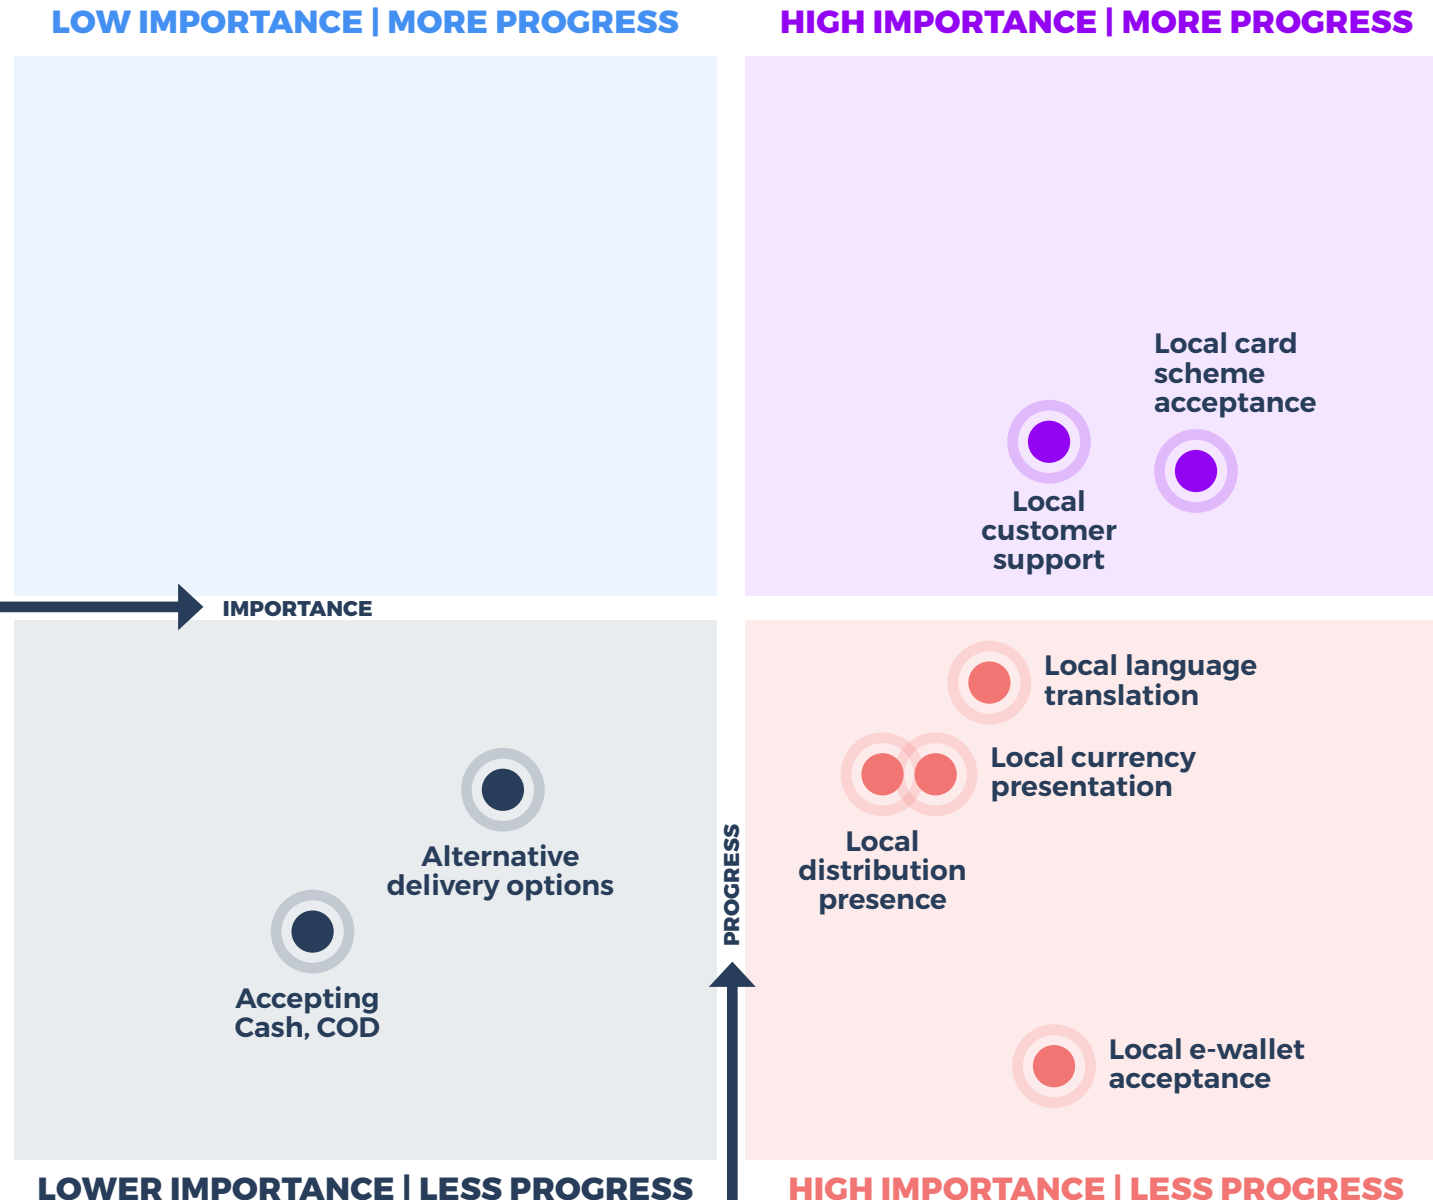 LOW IMPORTANCE | MORE PROGRESS
HIGH IMPORTANCE | MORE PROGRESS
Local card
scheme
acceptance
Local
customer
support
IMPORTANCE
Local language
translation
Local currency
presentation
Local
distribution
presence
Alternative
delivery options
PROGRESS
Accepting
Cash, COD
Local e-wallet
acceptance
LOWER IMPORTANCE | LESS PROGRESS
HIGH IMPORTANCE | LESS PROGRESS